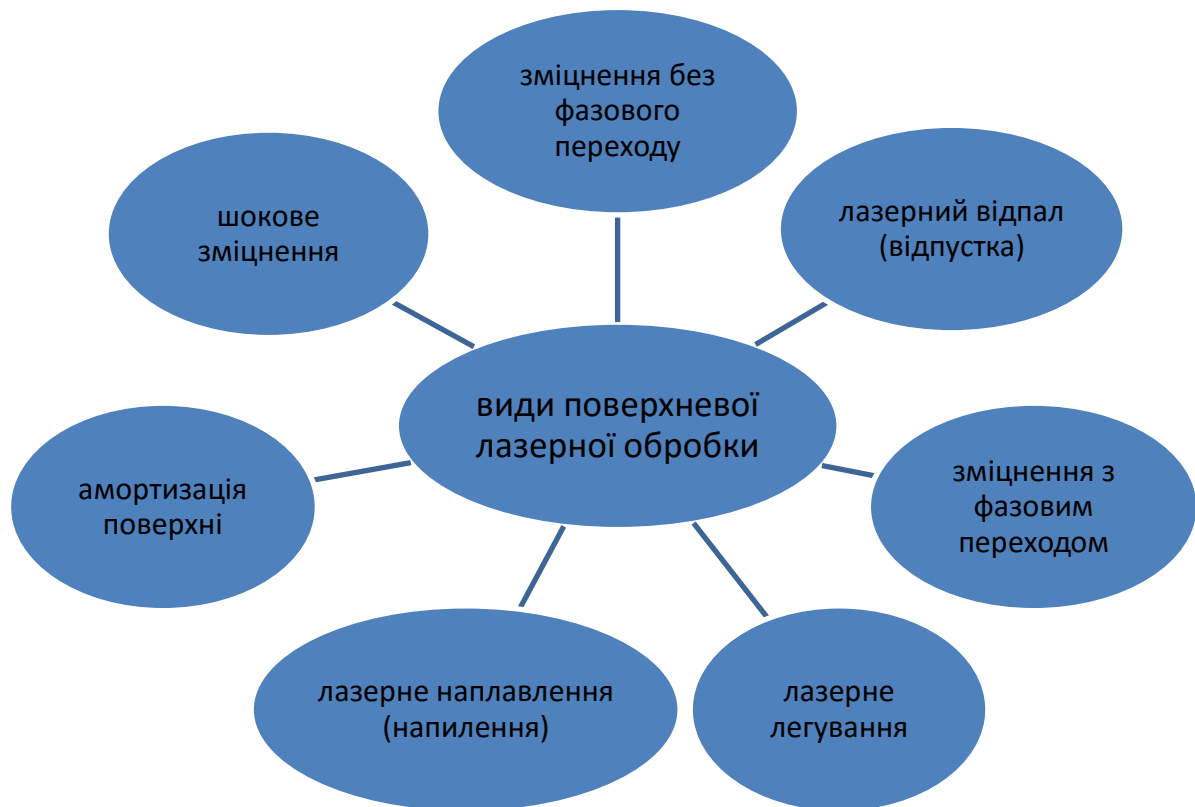 зміцнення без
фазового
переходу
лазерний відпал
(відпустка)
зміцнення з
фазовим
переходом
лазерне
легування
лазерне наплавлення
(напилення)
амортизація
поверхні
шокове
зміцнення
види поверхневої
лазерної обробки